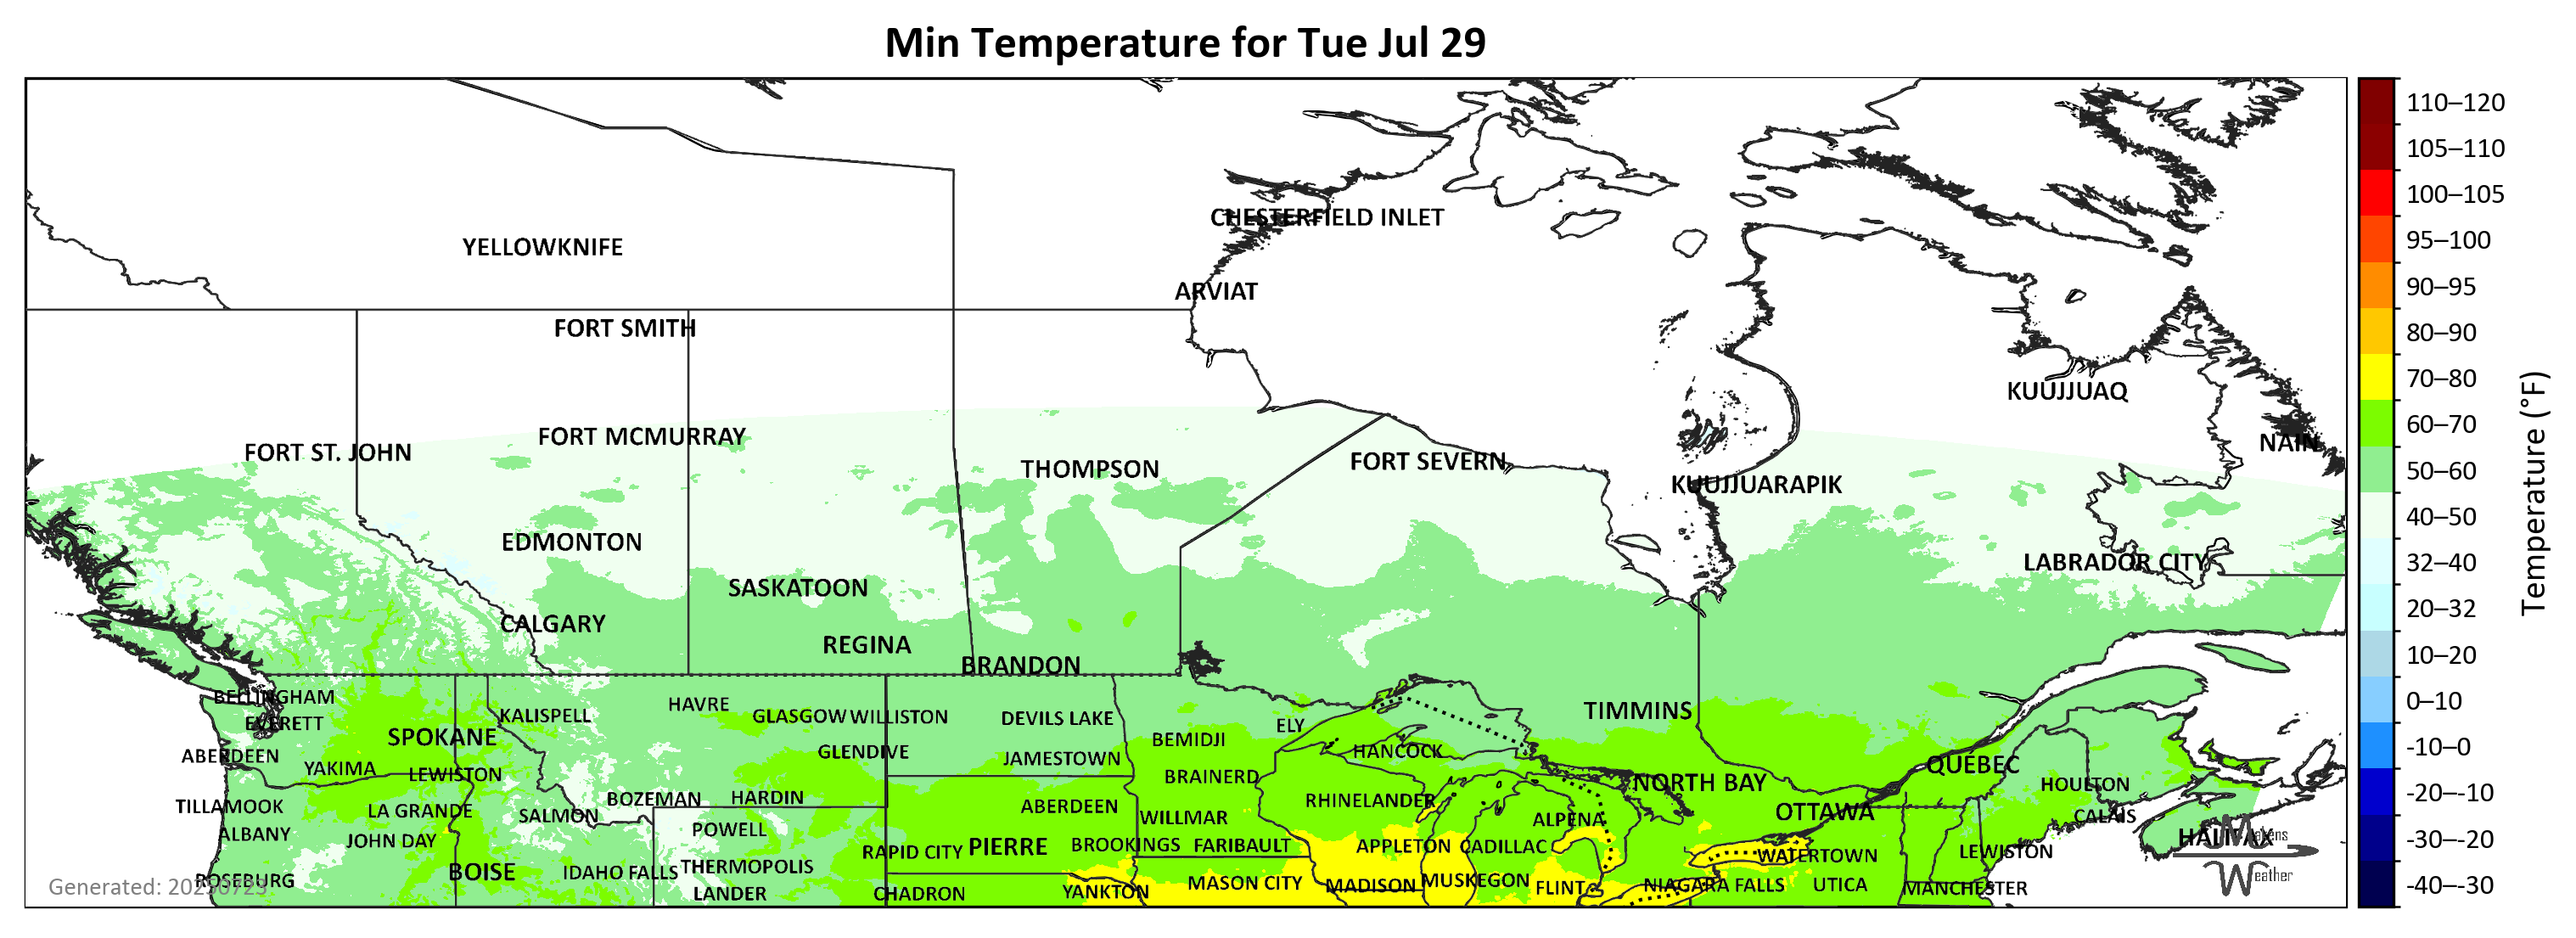 Min Temperature for Tue Jul 29
CHESTERFIELD INLET
YELLOWKNIFE
ARVIAT
FORT SMITH
KUUJJUAQ
FORT MCMURRAY
NAIN
FORT ST. JOHN
FORT SEVERN
THOMPSON
KUUJJUARAPIK
EDMONTON
LABRADOR CITY
SASKATOON
CALGARY
REGINA
BRANDON
BELLINGHAM
HAVRE
TIMMINS
KALISPELL
GLASGOW
WILLISTON
DEVILS LAKE
EVERETT
ELY
SPOKANE
BEMIDJI
GLENDIVE
HANCOCK
ABERDEEN
JAMESTOWN
QUÉBEC
YAKIMA
LEWISTON
BRAINERD
NORTH BAY
HOULTON
BOZEMAN
HARDIN
RHINELANDER
TILLAMOOK
ABERDEEN
LA GRANDE
SALMON
WILLMAR
ALPENA
OTTAWA
CALAIS
ALBANY
POWELL
HALIFAX
JOHN DAY
RAPID CITY
PIERRE
BROOKINGS
FARIBAULT
APPLETON
CADILLAC
WATERTOWN
LEWISTON
BOISE
IDAHO FALLS
THERMOPOLIS
ROSEBURG
MASON CITY
MADISON
MUSKEGON
FLINT
NIAGARA FALLS
UTICA
MANCHESTER
LANDER
CHADRON
YANKTON
Generated: 20250723
Makens
Weather
110–120
105–110
100–105
95–100
90–95
80–90
70–80
60–70
50–60
40–50
32–40
20–32
10–20
0–10
-10–0
-20–-10
-30–-20
-40–-30
Temperature (°F)